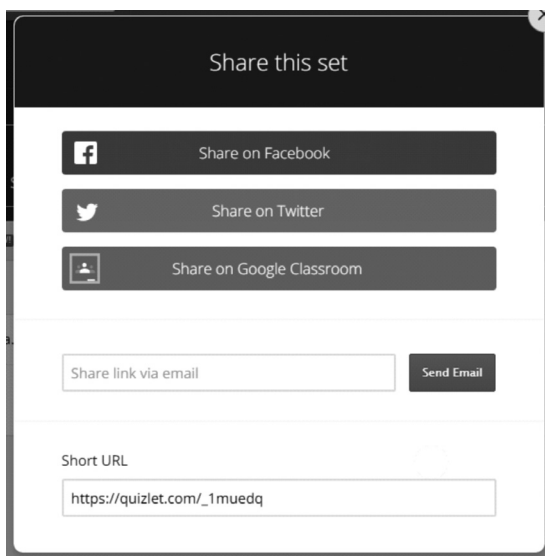 Share this set
Share on Facebook
Share on Twitter
Share on Google Classroom
Share link via email
Send Email
Short URL
https://quizlet.com/_1muedq